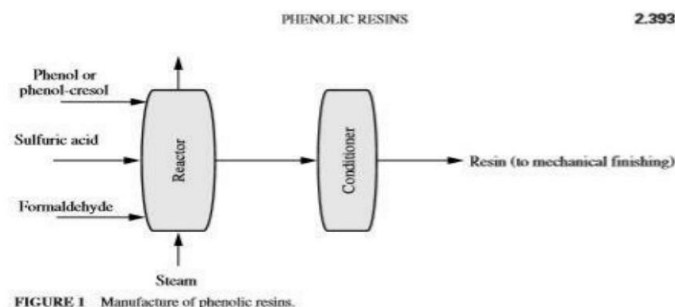 PHENOLIC RESINS 2.393
Phenol or
phenol-cresol
Sulfuric acid
Formaldehyde
Reactor
Steam
Conditioner
Resin (to mechanical finishing)
FIGURE 1 Manufacture of phenolic resins.